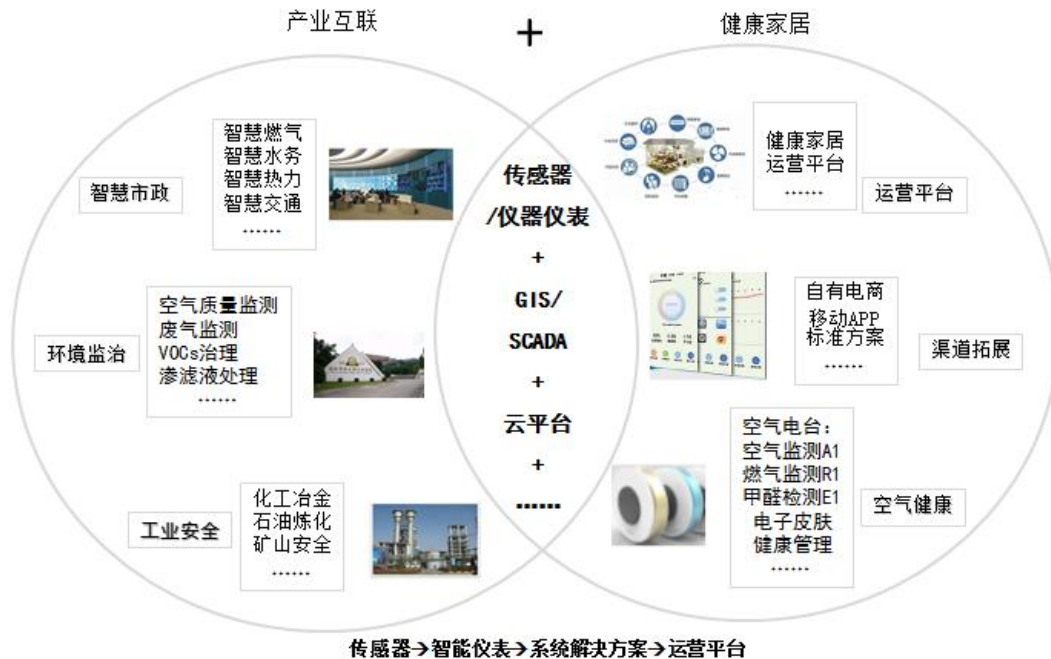 产业互联
+
健康家居
智慧市政
智慧燃气
智慧水务
智慧热力
智慧交通
······
环境监治
空气质量监测
废气监测
VOCs治理
渗滤液处理
······
工业安全
化工冶金
石油炼化
矿山安全
······
传感器
/仪器仪表
+
GIS/
SCADA
+
云平台
+
······
健康家居
运营平台
······
运营平台
自有电商
移动APP
标准方案
······
渠道拓展
空气电台：
空气监测A1
燃气监测R1
甲醛检测E1
电子皮肤
健康管理
······
空气健康
传感器→智能仪表→系统解决方案→运营平台